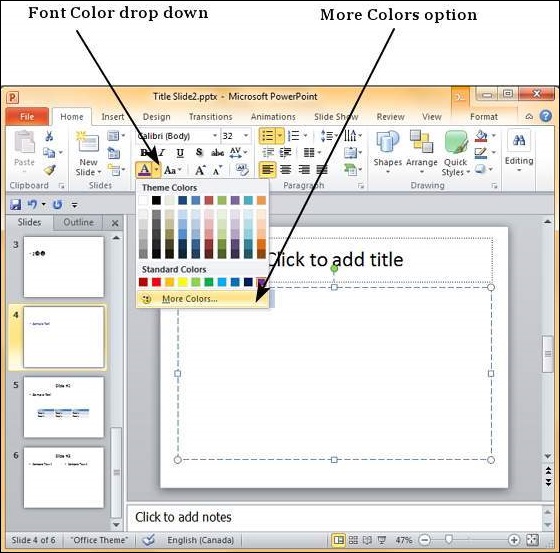 Font Color drop down
More Colors option
Title Slide2.pptx - Microsoft PowerPoint
File Home Insert Design Transitions Animations Slide Show Review View Format
Calibri (Body) 32
Paste
New Slide
B I U S abc AV
A Aa A A
Shapes Arrange Quick Styles
Editing
Clipboard Slides Paragraph Drawing
Slides Outline
Theme Colors
Standard Colors
More Colors...
3
4
5
6
Slide #3
Click to add title
Click to add notes
Slide 4 of 6 "Office Theme" English (Canada) 47%